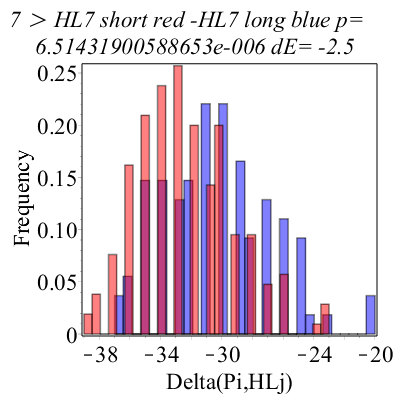 7 > HL7 short red -HL7 long blue p=
6.51431900588653e-006 dE= -2.5
0.25
0.20
0.15
0.10
0.05
0
Frequency
-38 -34 -30 -24 -20
Delta(Pi,HLj)